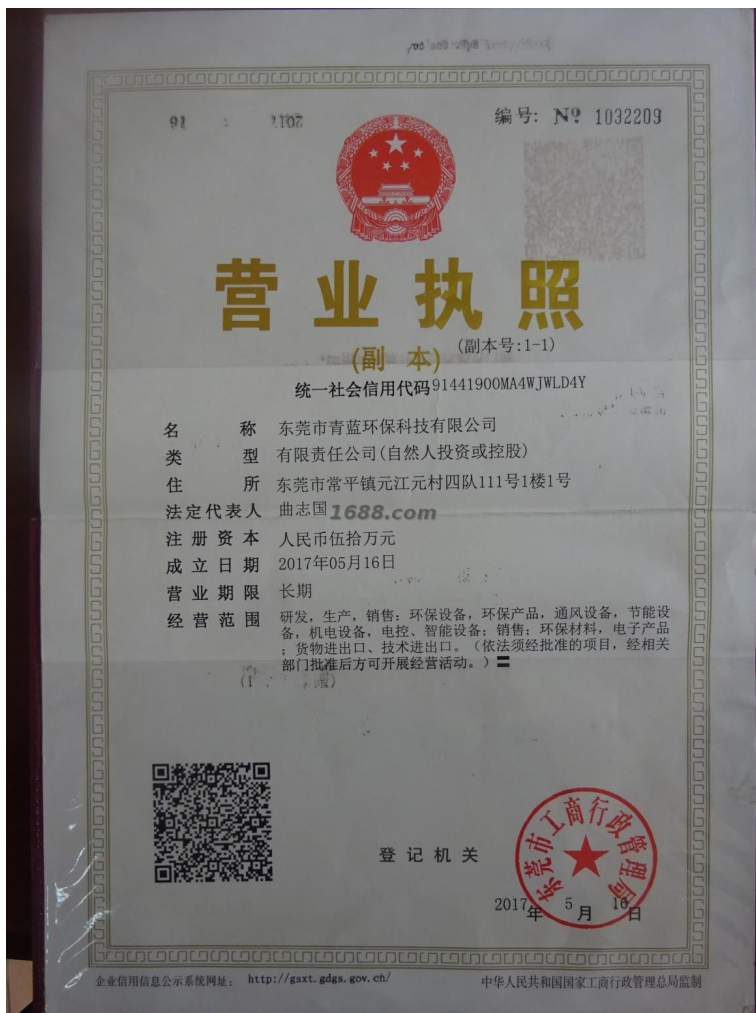 编号: № 1032209
营业执照
(副 本) (副本号:1-1)
统一社会信用代码91441900MA4WJWLD4Y
名称 东莞市青蓝环保科技有限公司
类型 有限责任公司(自然人投资或控股)
住所 东莞市常平镇元江元村四队111号1楼1号
法定代表人 曲志国
1688.com
注册资本 人民币伍拾万元
成立日期 2017年05月16日
营业期限 长期
经营范围 研发，生产，销售：环保设备，环保产品，通风设备，节能设
备，机电设备，电控、智能设备；销售：环保材料，电子产品
；货物进出口、技术进出口。（依法须经批准的项目，经相关
部门批准后方可开展经营活动。）〓
登记机关
东莞市工商行政管理局
2017年 5月 16日
企业信用信息公示系统网址： http://gsxt.gdgs.gov.cn/
中华人民共和国国家工商行政管理总局监制